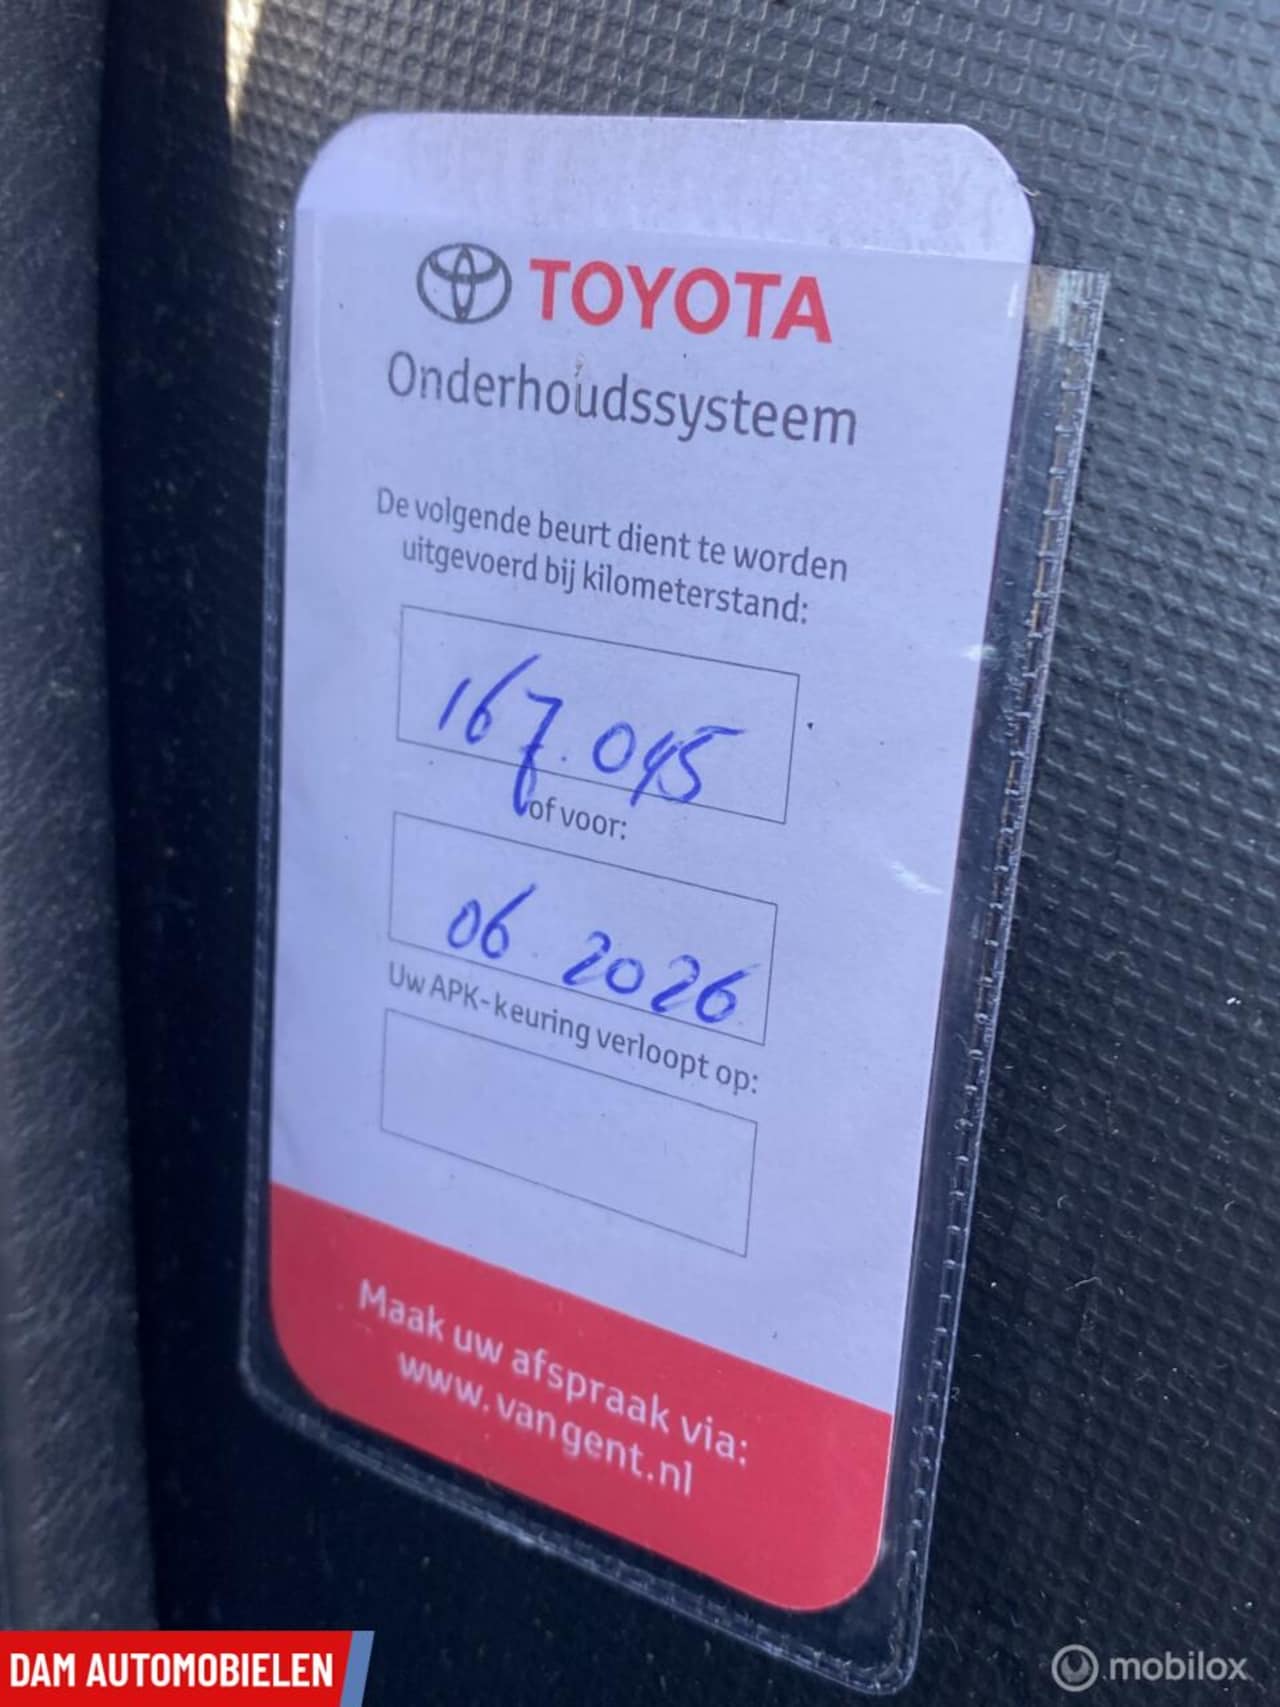 TOYOTA
Onderhoudssysteem
De volgende beurt dient te worden
uitgevoerd bij kilometerstand:
167.045
of voor:
06.2026
Uw APK-keuring verloopt op:
Maak uw afspraak via:
www.vangent.nl
DAM AUTOMOBIELEN
mobilox